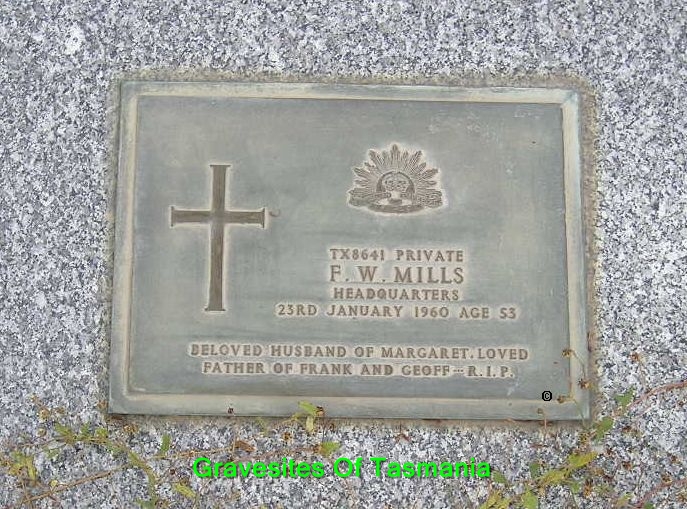 TX8641 PRIVATE
F. W. MILLS
HEADQUARTERS
23RD JANUARY 1960 AGE 53
BELOVED HUSBAND OF MARGARET. LOVED
FATHER OF FRANK AND GEOFF — R.I.P.
©
Gravesites Of Tasmania